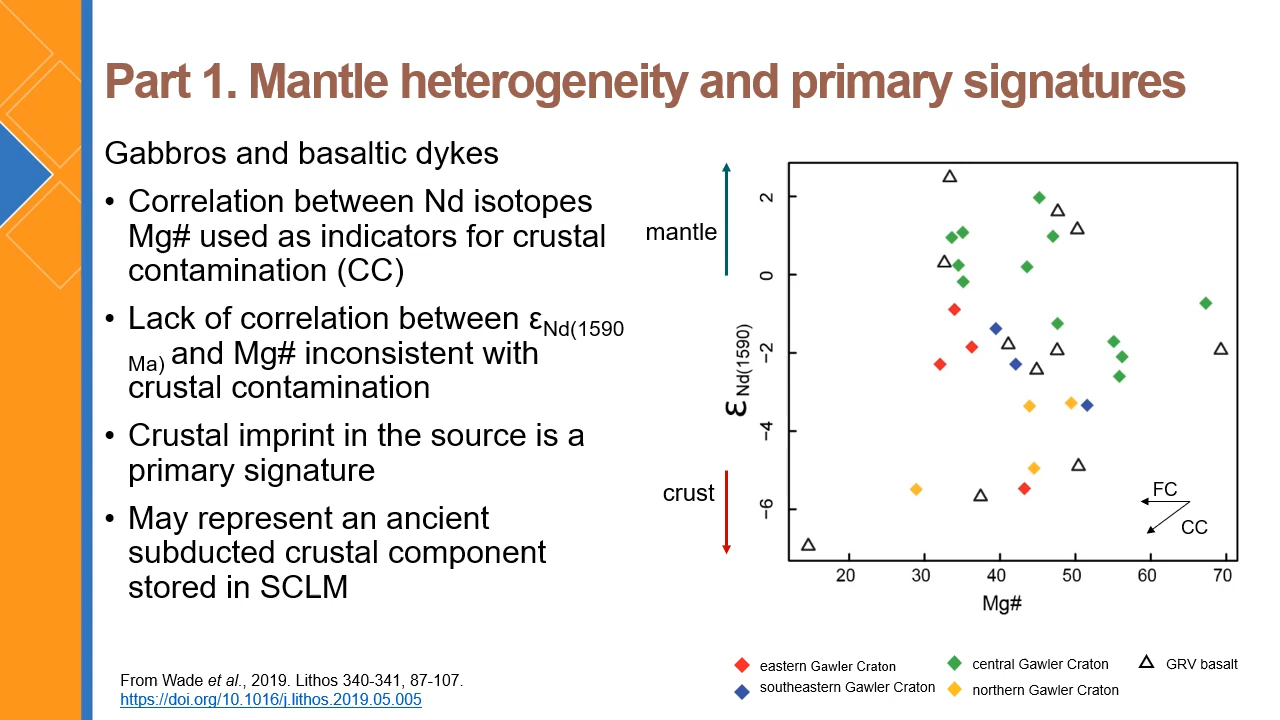 Part 1. Mantle heterogeneity and primary signatures
Gabbros and basaltic dykes
• Correlation between Nd isotopes
Mg# used as indicators for crustal
contamination (CC)
• Lack of correlation between εNd(1590
Ma) and Mg# inconsistent with
crustal contamination
• Crustal imprint in the source is a
primary signature
• May represent an ancient
subducted crustal component
stored in SCLM
From Wade et al., 2019. Lithos 340-341, 87-107.
https://doi.org/10.1016/j.lithos.2019.05.005
mantle
crust
εNd(1590)
2
0
−2
−4
−6
FC
CC
20 30 40 50 60 70
Mg#
eastern Gawler Craton
central Gawler Craton
GRV basalt
southeastern Gawler Craton
northern Gawler Craton